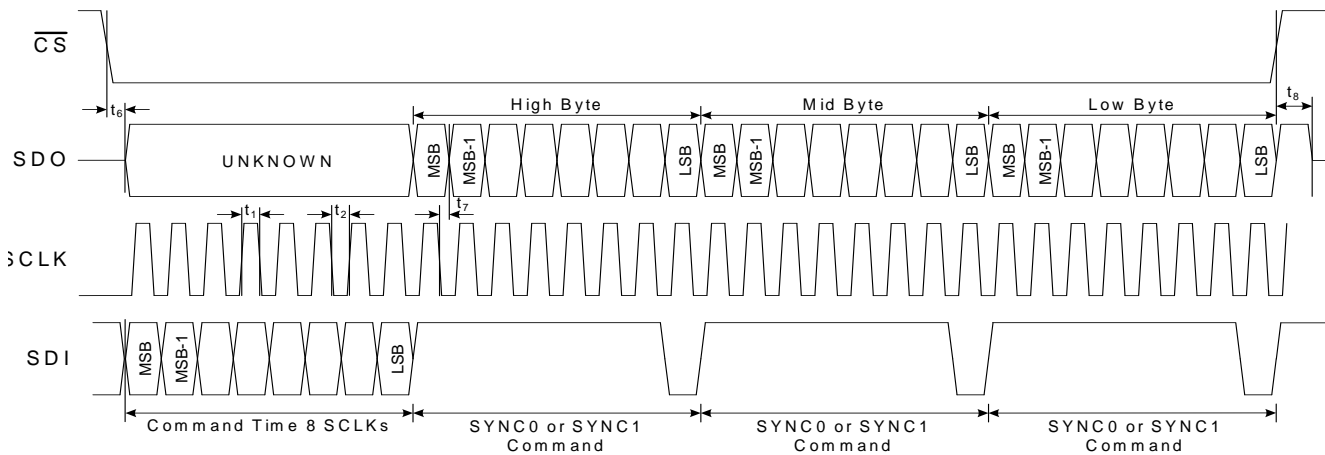 CS
t6
High Byte
Mid Byte
Low Byte
t8
SDO
UNKNOWN
MSB
MSB-1
LSB
MSB
MSB-1
LSB
MSB
MSB-1
LSB
t1
t2
t7
SCLK
SDI
MSB
MSB-1
LSB
Command Time 8 SCLKs
SYNC0 or SYNC1
Command
SYNC0 or SYNC1
Command
SYNC0 or SYNC1
Command